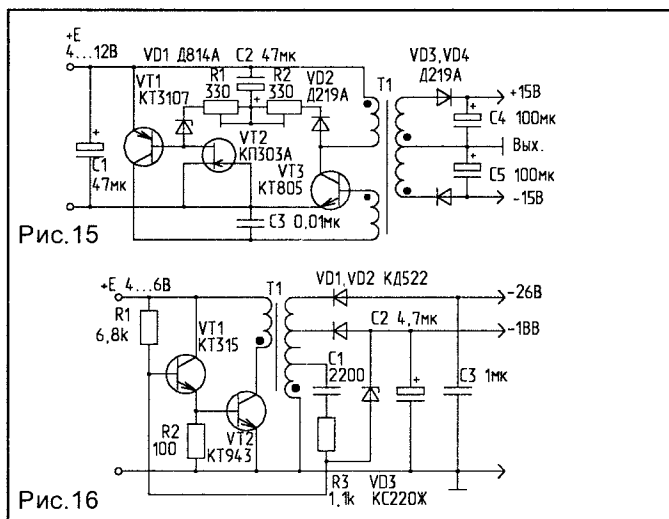 +E
4...12В
VD1 Д814А
C2 47мк
R1
330
R2
330
VD2
Д219А
VT1
КТ3107
VT2
КП303А
VT3
КТ805
C1
47мк
+
+
C3 0,01мк
T1
VD3,VD4
Д219А
+15В
+
C4 100мк
Вых.
+
C5 100мк
-15В
Рис.15
+E 4...6В
T1
VD1,VD2 КД522
-26В
-18В
R1
6,8k
VT1
КТ315
C2 4,7мк
+
C1
2200
C3 1мк
R2
100
VT2
КТ943
R3
1,1k
VD3
КС220Ж
Рис.16